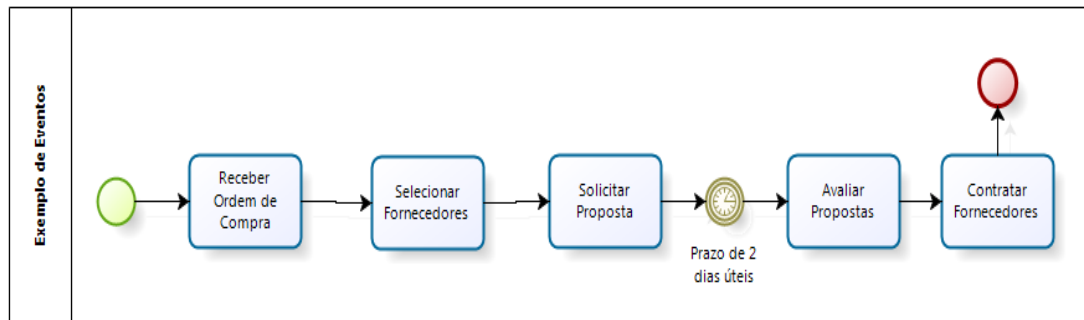 Exemplo de Eventos
Receber
Ordem de
Compra
Selecionar
Fornecedores
Solicitar
Proposta
Prazo de 2
dias úteis
Avaliar
Propostas
Contratar
Fornecedores